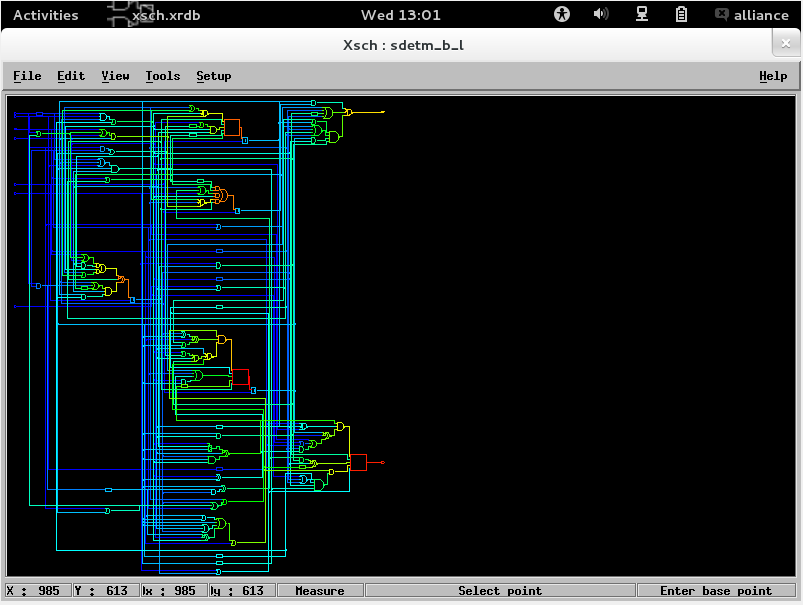 Activities xsch.xrdb Wed 13:01 alliance
Xsch : sdetm_b_l
File Edit View Tools Setup Help
X : 985 Y : 613 dx : 985 dy : 613 Measure Select point Enter base point